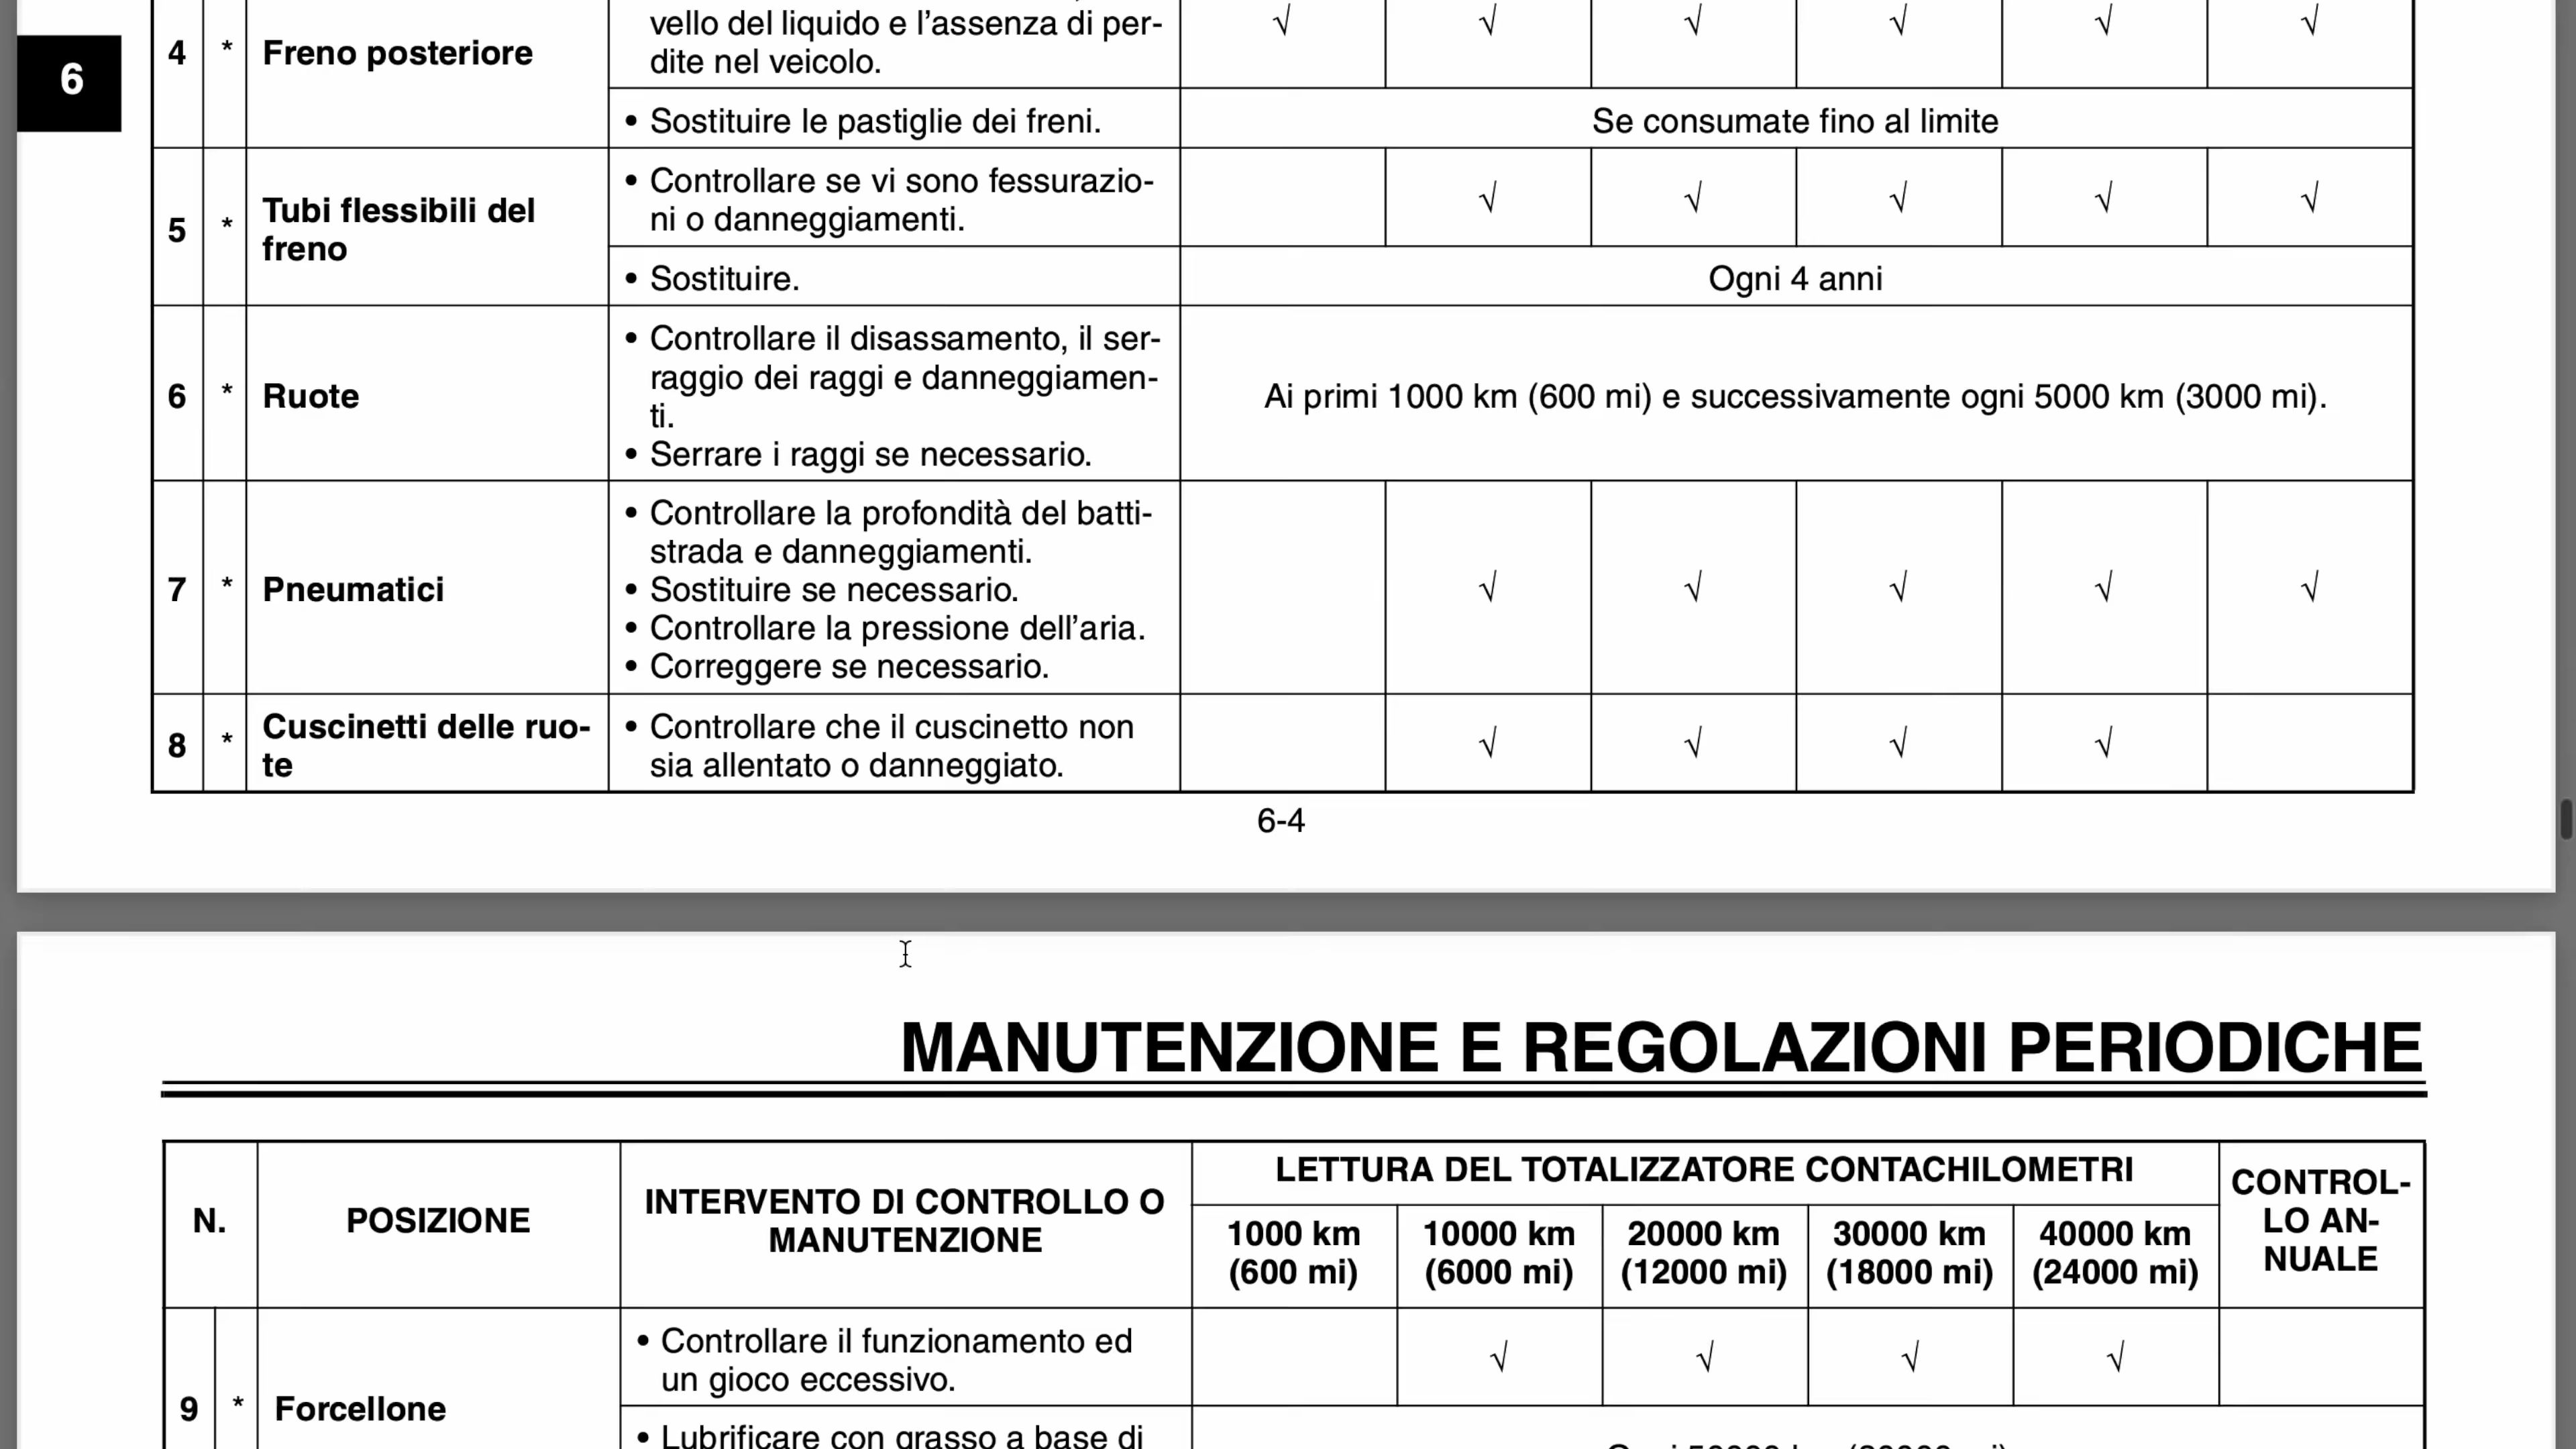 6
4 * Freno posteriore
vello del liquido e l’assenza di per-
dite nel veicolo.
√ √ √ √ √ √
• Sostituire le pastiglie dei freni.
Se consumate fino al limite
5 * Tubi flessibili del
freno
• Controllare se vi sono fessurazio-
ni o danneggiamenti.
√ √ √ √ √
• Sostituire.
Ogni 4 anni
6 * Ruote
• Controllare il disassamento, il ser-
raggio dei raggi e danneggiamen-
ti.
• Serrare i raggi se necessario.
Ai primi 1000 km (600 mi) e successivamente ogni 5000 km (3000 mi).
7 * Pneumatici
• Controllare la profondità del batti-
strada e danneggiamenti.
• Sostituire se necessario.
• Controllare la pressione dell’aria.
• Correggere se necessario.
√ √ √ √ √
8 * Cuscinetti delle ruo-
te
• Controllare che il cuscinetto non
sia allentato o danneggiato.
√ √ √ √
6-4
MANUTENZIONE E REGOLAZIONI PERIODICHE
N.
POSIZIONE
INTERVENTO DI CONTROLLO O
MANUTENZIONE
LETTURA DEL TOTALIZZATORE CONTACHILOMETRI
1000 km
(600 mi)
10000 km
(6000 mi)
20000 km
(12000 mi)
30000 km
(18000 mi)
40000 km
(24000 mi)
CONTROL-
LO AN-
NUALE
9 * Forcellone
• Controllare il funzionamento ed
un gioco eccessivo.
√ √ √ √
• Lubrificare con grasso a base di